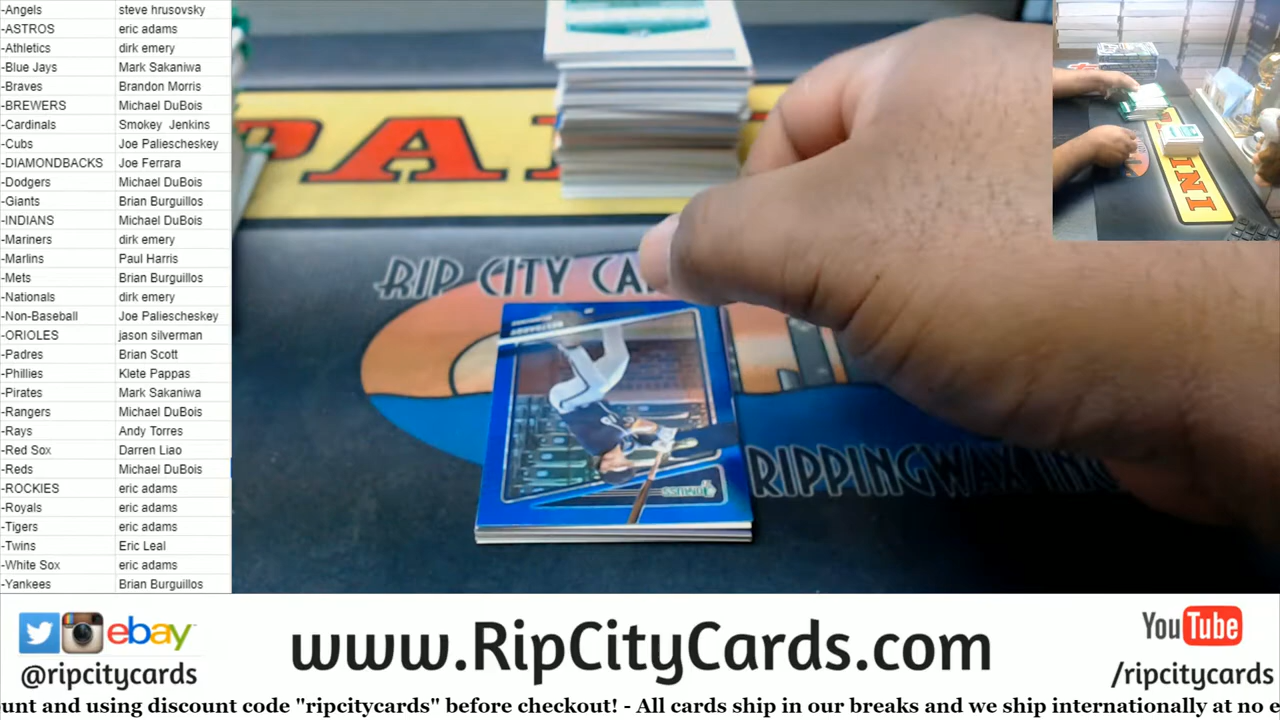 -Angels steve hrusovsky
-ASTROS eric adams
-Athletics dirk emery
-Blue Jays Mark Sakaniwa
-Braves Brandon Morris
-BREWERS Michael DuBois
-Cardinals Smokey Jenkins
-Cubs Joe Paliescheskey
-DIAMONDBACKS Joe Ferrara
-Dodgers Michael DuBois
-Giants Brian Burguillos
-INDIANS Michael DuBois
-Mariners dirk emery
-Marlins Paul Harris
-Mets Brian Burguillos
-Nationals dirk emery
-Non-Baseball Joe Paliescheskey
-ORIOLES jason silverman
-Padres Brian Scott
-Phillies Klete Pappas
-Pirates Mark Sakaniwa
-Rangers Michael DuBois
-Rays Andy Torres
-Red Sox Darren Liao
-Reds Michael DuBois
-ROCKIES eric adams
-Royals eric adams
-Tigers eric adams
-Twins Eric Leal
-White Sox eric adams
-Yankees Brian Burguillos
PANI
RIP CITY CA
RIPPINGWAX
INI
ebay
@ripcitycards
www.RipCityCards.com
YouTube
/ripcitycards
ount and using discount code "ripcitycards" before checkout! - All cards ship in our breaks and we ship internationally at no e